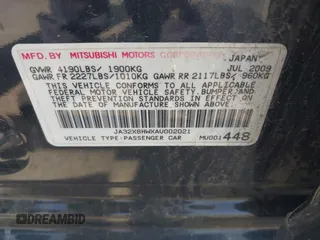 MFD. BY MITSUBISHI MOTORS CORPORATION JAPAN
GVWR 4190LBS/ 1900KG JUL 2009
GAWR FR 2227LBS/1010KG GAWR RR 2117LBS/ 960KG
THIS VEHICLE CONFORMS TO ALL APPLICABLE
FEDERAL MOTOR VEHICLE SAFETY, BUMPER, AND
THEFT PREVENTION STANDARDS IN EFFECT ON
THE DATE OF MANUFACTURE SHOWN ABOVE.
JA32X8HWXAU002021
VEHICLE TYPE:PASSENGER CAR MU001448
DREAMBID